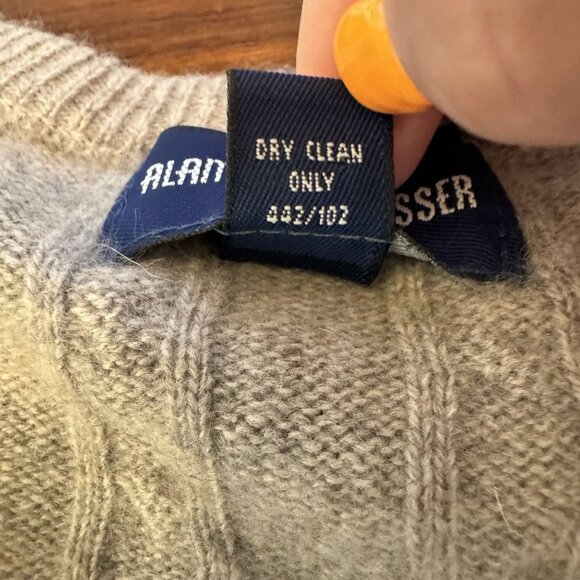 ALAN SSER
DRY CLEAN
ONLY
442/102